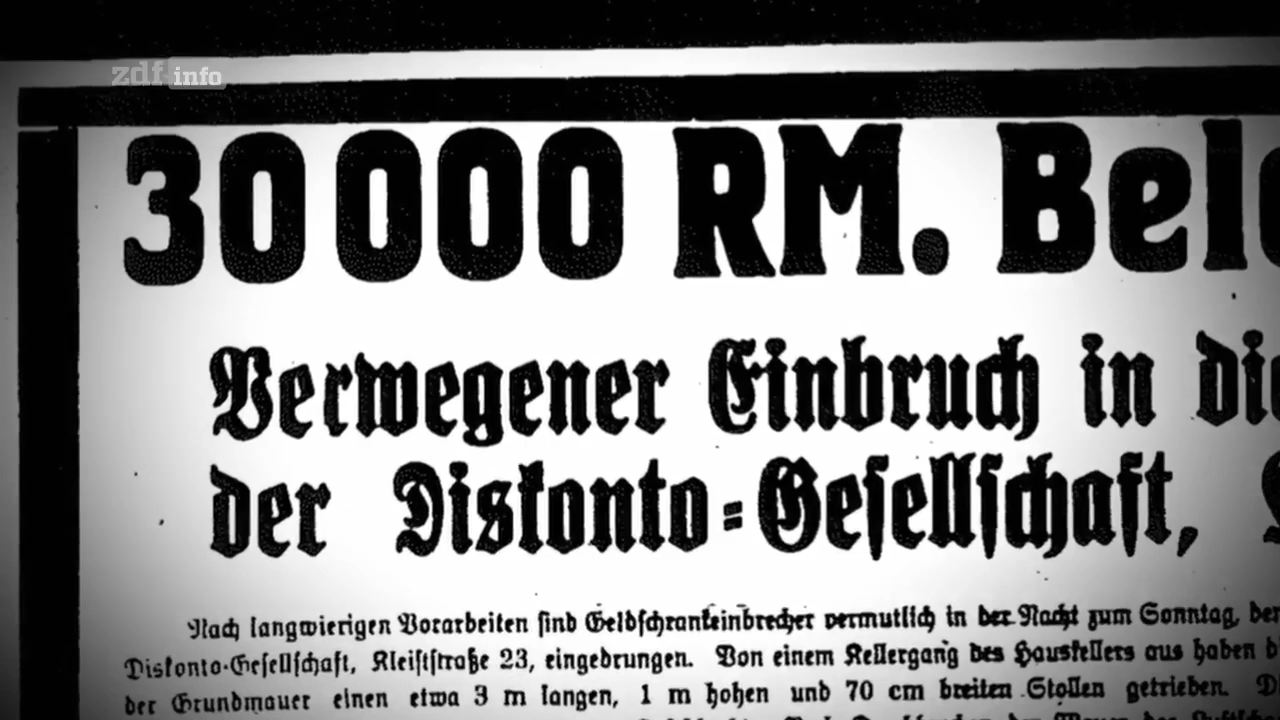 zdf info
30 000 RM. Bel
Verwegener Einbruch in die
der Diskonto=Gesellschaft,
Nach langwierigen Vorarbeiten sind Geldschrankeinbrecher vermutlich in der Nacht zum Sonntag, de
Diskonto-Gesellschaft, Kleiststraße 23, eingedrungen. Von einem Kellergang des Hauskellers aus haben
der Grundmauer einen etwa 3 m langen, 1 m hohen und 70 cm breiten Stollen getrieben.